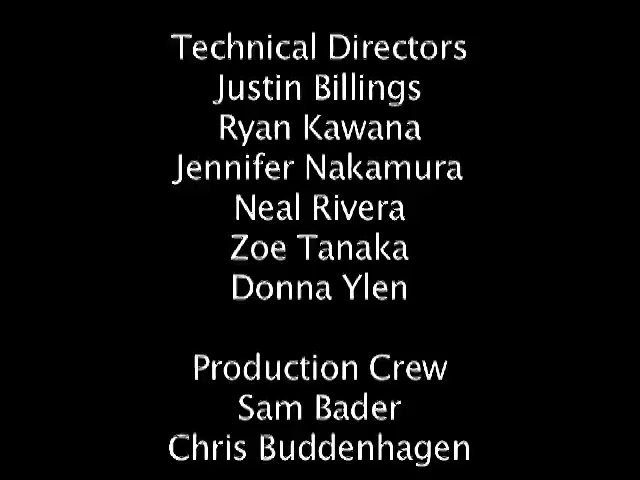 Technical Directors
Justin Billings
Ryan Kawana
Jennifer Nakamura
Neal Rivera
Zoe Tanaka
Donna Ylen
Production Crew
Sam Bader
Chris Buddenhagen